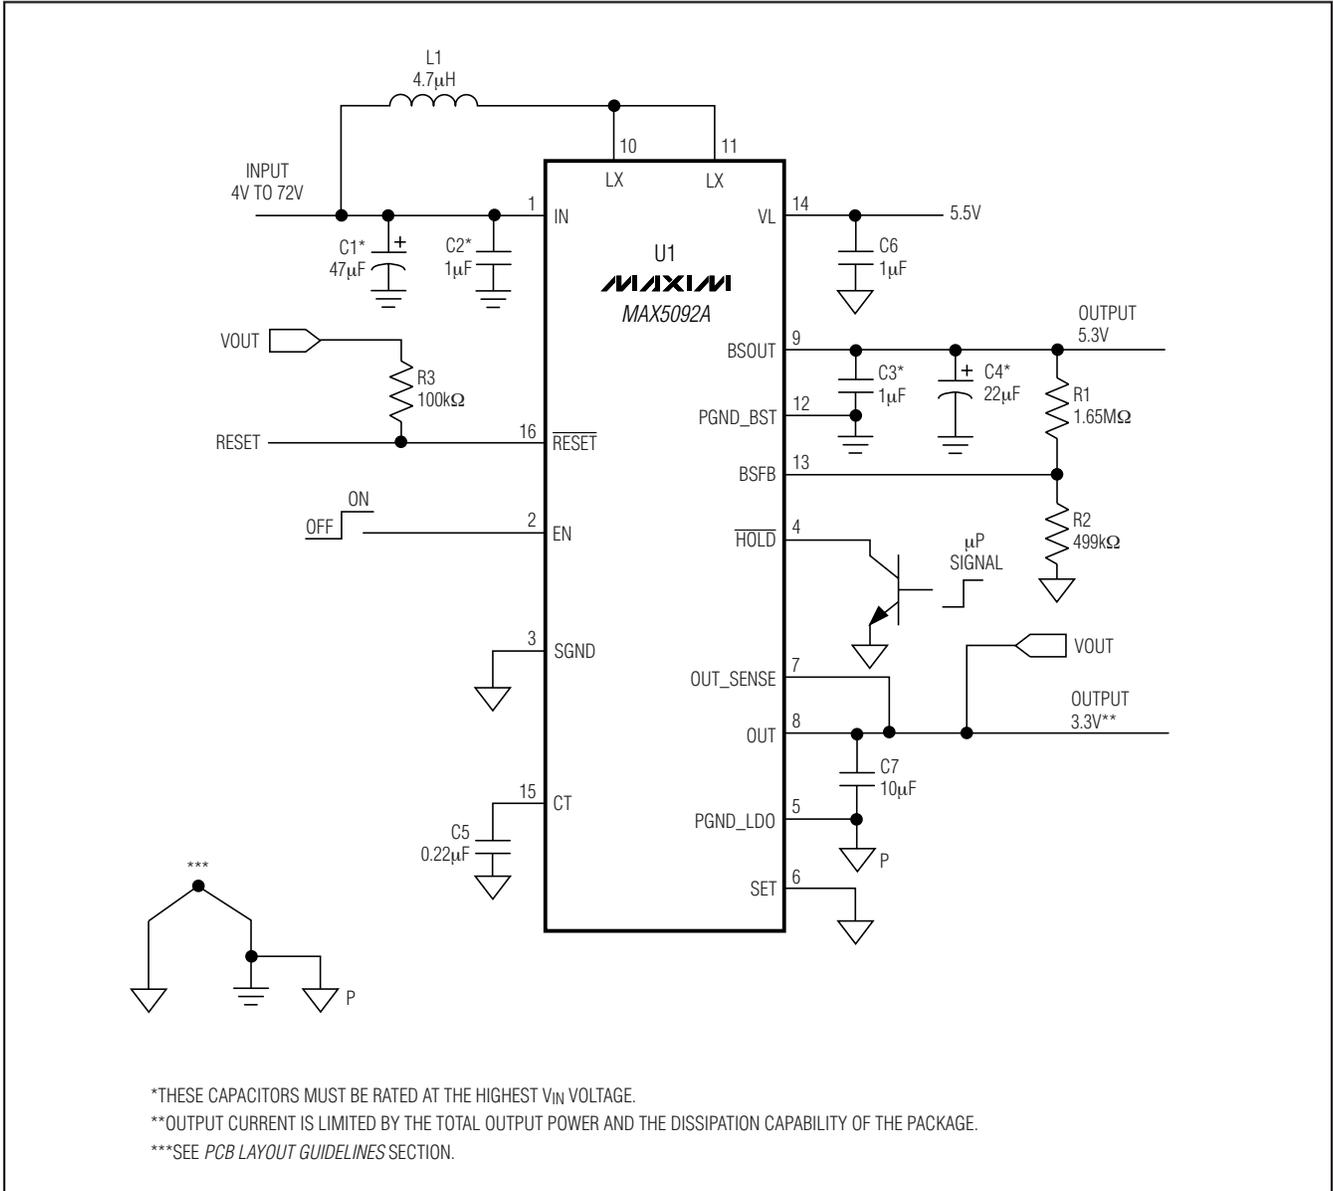 L1
4.7µH
10
11
LX
LX
INPUT
4V TO 72V
1
IN
VL
14
5.5V
C1*
+
47µF
C2*
1µF
C6
1µF
U1
MAXIM
MAX5092A
VOUT
R3
100kΩ
RESET
16
RESET
BSOUT
9
OUTPUT
5.3V
C3*
1µF
+
C4*
22µF
R1
1.65MΩ
PGND_BST
12
BSFB
13
R2
499kΩ
ON
OFF
2
EN
HOLD
4
µP
SIGNAL
3
SGND
OUT_SENSE
7
VOUT
OUT
8
OUTPUT
3.3V**
C7
10µF
15
CT
C5
0.22µF
PGND_LDO
5
P
SET
6
***
P
*THESE CAPACITORS MUST BE RATED AT THE HIGHEST VIN VOLTAGE.
**OUTPUT CURRENT IS LIMITED BY THE TOTAL OUTPUT POWER AND THE DISSIPATION CAPABILITY OF THE PACKAGE.
***SEE PCB LAYOUT GUIDELINES SECTION.